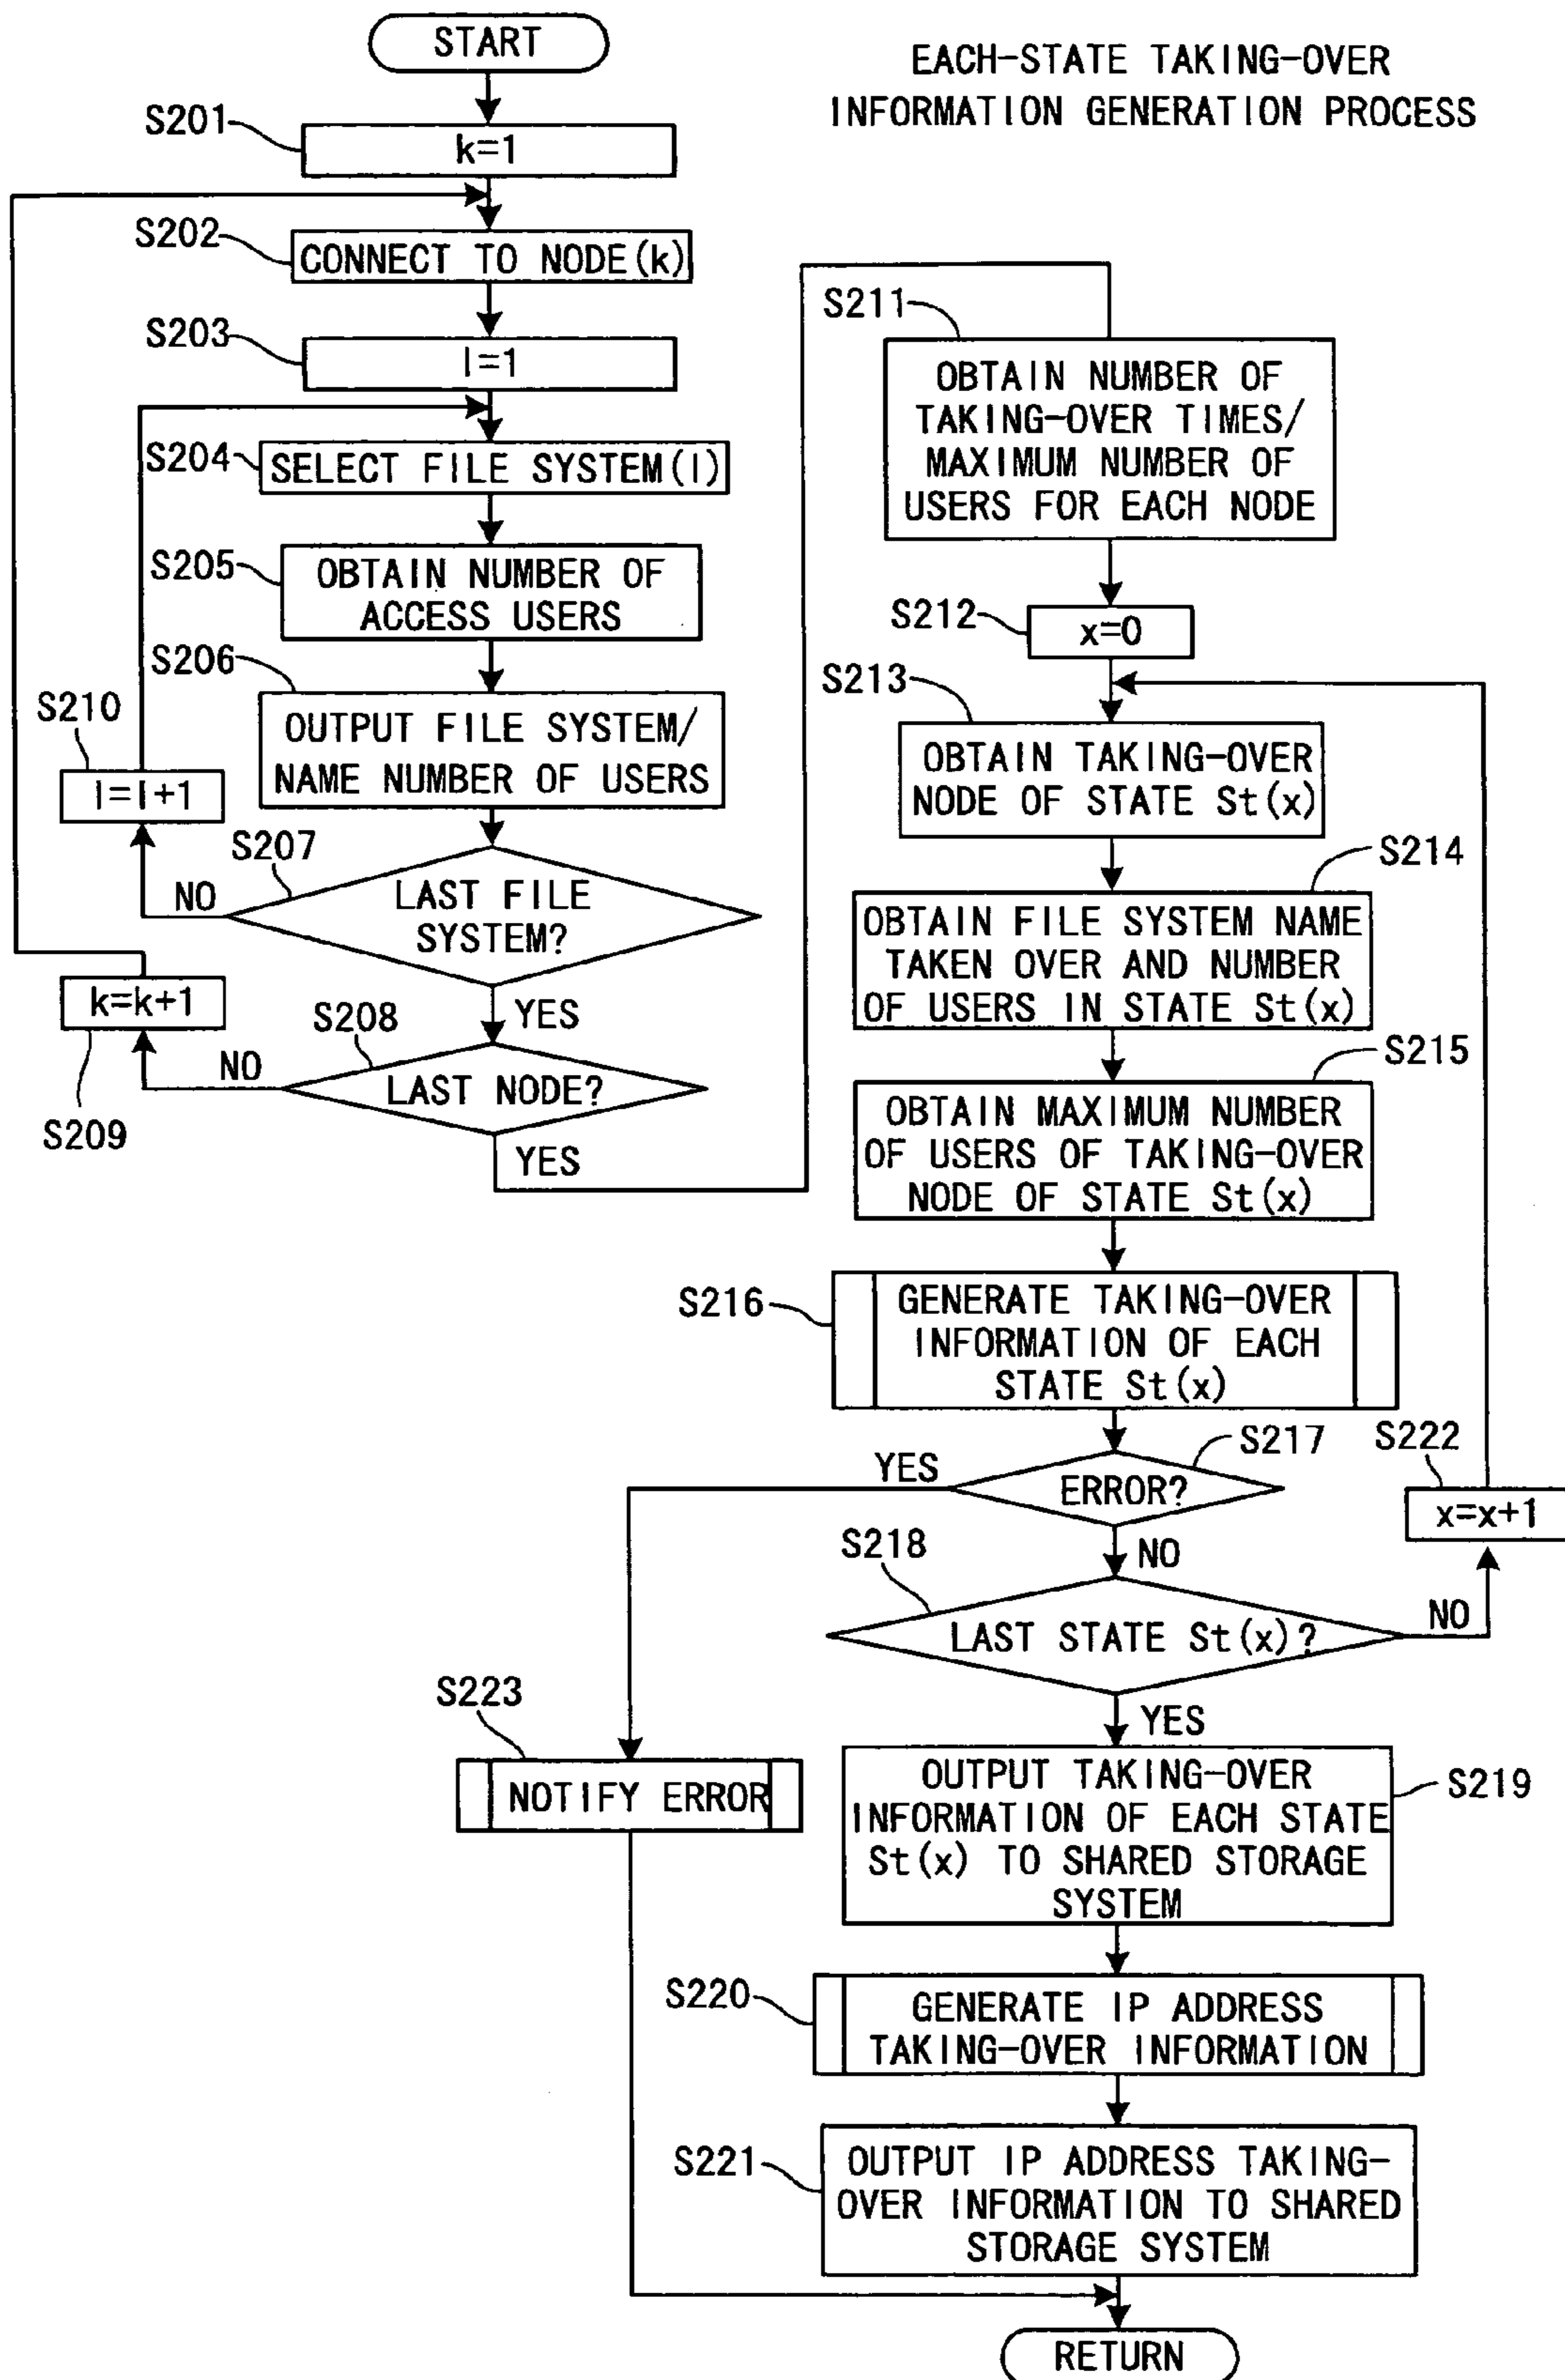 START
EACH-STATE TAKING-OVER
INFORMATION GENERATION PROCESS
S201
k=1
S202
CONNECT TO NODE(k)
S203
l=1
S204
SELECT FILE SYSTEM(l)
S205
OBTAIN NUMBER OF
ACCESS USERS
S206
OUTPUT FILE SYSTEM/
NAME NUMBER OF USERS
S210
l=l+1
S207
LAST FILE
SYSTEM?
NO
YES
S209
k=k+1
S208
LAST NODE?
NO
YES
S211
OBTAIN NUMBER OF
TAKING-OVER TIMES/
MAXIMUM NUMBER OF
USERS FOR EACH NODE
S212
x=0
S213
OBTAIN TAKING-OVER
NODE OF STATE St(x)
S214
OBTAIN FILE SYSTEM NAME
TAKEN OVER AND NUMBER
OF USERS IN STATE St(x)
S215
OBTAIN MAXIMUM NUMBER
OF USERS OF TAKING-OVER
NODE OF STATE St(x)
S216
GENERATE TAKING-OVER
INFORMATION OF EACH
STATE St(x)
S217
ERROR?
YES
NO
S222
x=x+1
S218
LAST STATE St(x)?
NO
YES
S223
NOTIFY ERROR
S219
OUTPUT TAKING-OVER
INFORMATION OF EACH STATE
St(x) TO SHARED STORAGE
SYSTEM
S220
GENERATE IP ADDRESS
TAKING-OVER INFORMATION
S221
OUTPUT IP ADDRESS TAKING-
OVER INFORMATION TO SHARED
STORAGE SYSTEM
RETURN